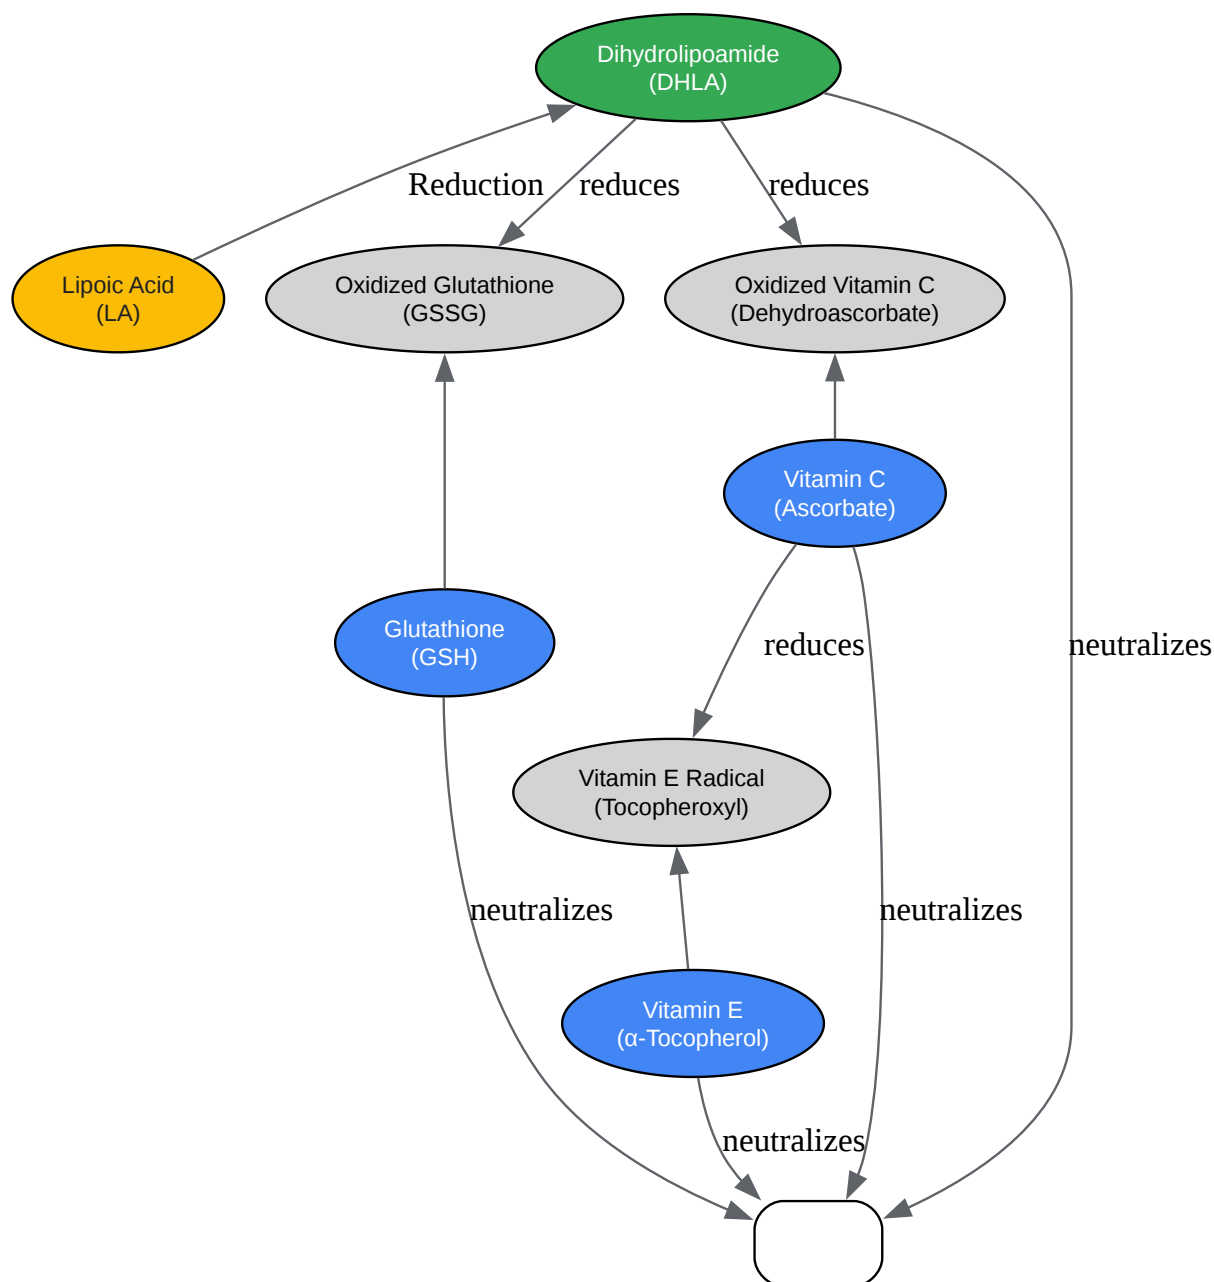 Dihydrolipoamide
(DHLA)
Reduction
reduces
reduces
Lipoic Acid
(LA)
Oxidized Glutathione
(GSSG)
Oxidized Vitamin C
(Dehydroascorbate)
Vitamin C
(Ascorbate)
Glutathione
(GSH)
reduces
neutralizes
Vitamin E Radical
(Tocopheroxyl)
neutralizes
neutralizes
Vitamin E
(α-Tocopherol)
neutralizes